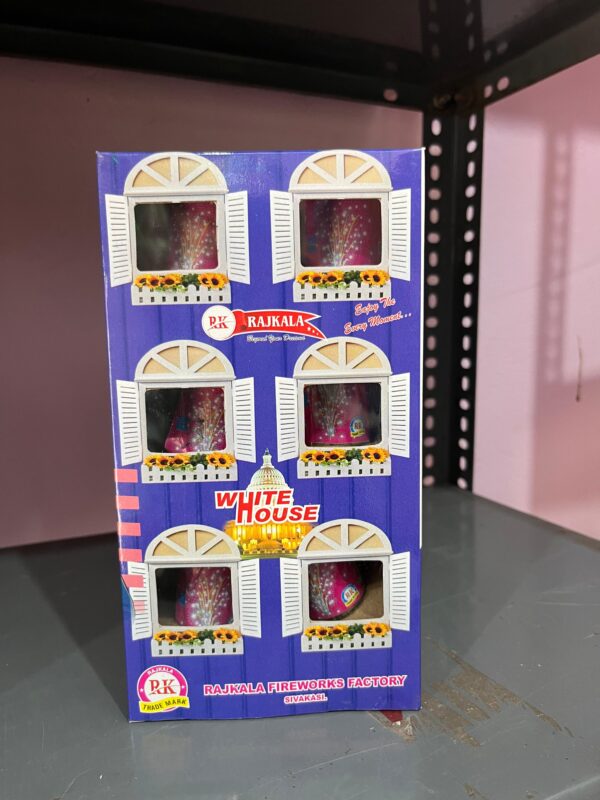 RK RAJKALA
Beyond Your Dreams
Enjoy The
Every Moment...
WHITE
HOUSE
RAJKALA
RK
TRADE MARK
RAJKALA FIREWORKS FACTORY
SIVAKASI.